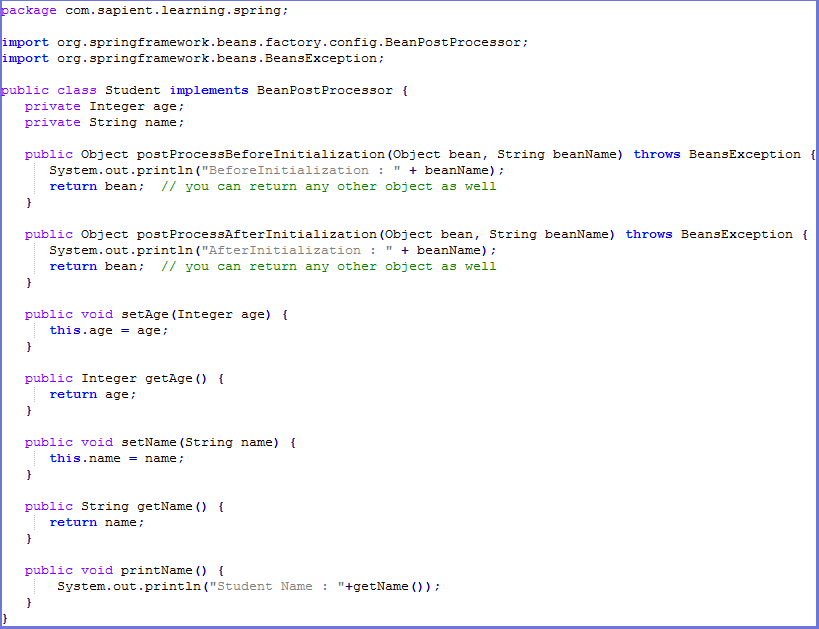 package com.sapient.learning.spring;

import org.springframework.beans.factory.config.BeanPostProcessor;
import org.springframework.beans.BeansException;

public class Student implements BeanPostProcessor {
   private Integer age;
   private String name;

   public Object postProcessBeforeInitialization(Object bean, String beanName) throws BeansException {
      System.out.println("BeforeInitialization : " + beanName);
      return bean;  // you can return any other object as well
   }

   public Object postProcessAfterInitialization(Object bean, String beanName) throws BeansException {
      System.out.println("AfterInitialization : " + beanName);
      return bean;  // you can return any other object as well
   }

   public void setAge(Integer age) {
      this.age = age;
   }

   public Integer getAge() {
      return age;
   }

   public void setName(String name) {
      this.name = name;
   }

   public String getName() {
      return name;
   }

   public void printName() {
       System.out.println("Student Name : "+getName());
   }
}